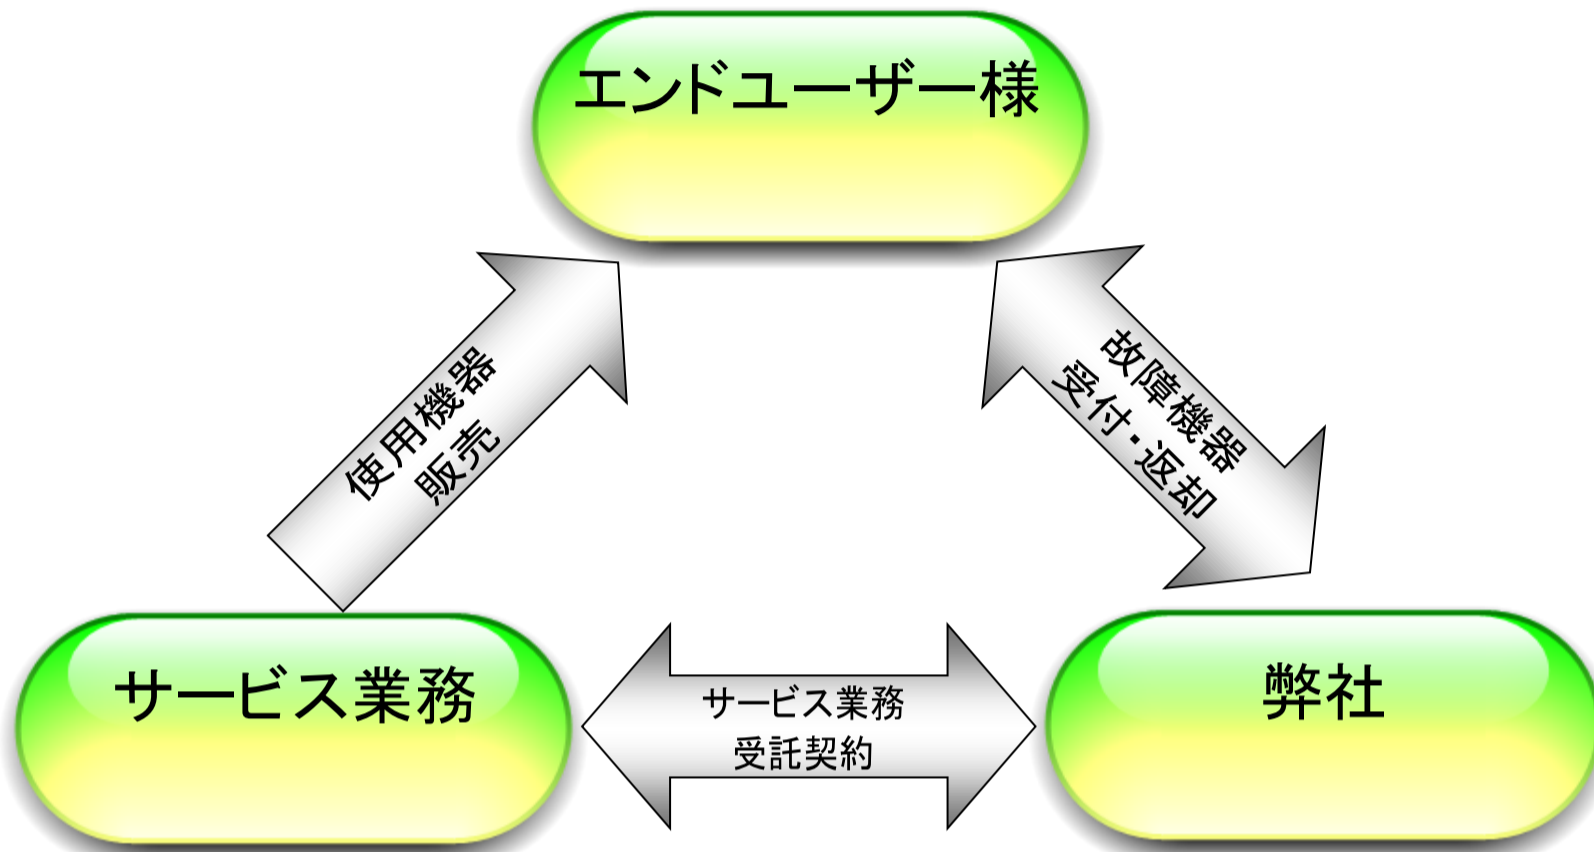 エンドユーザー様
使用機器
販売
故障機器
受付・返却
サービス業務
サービス業務
受託契約
弊社